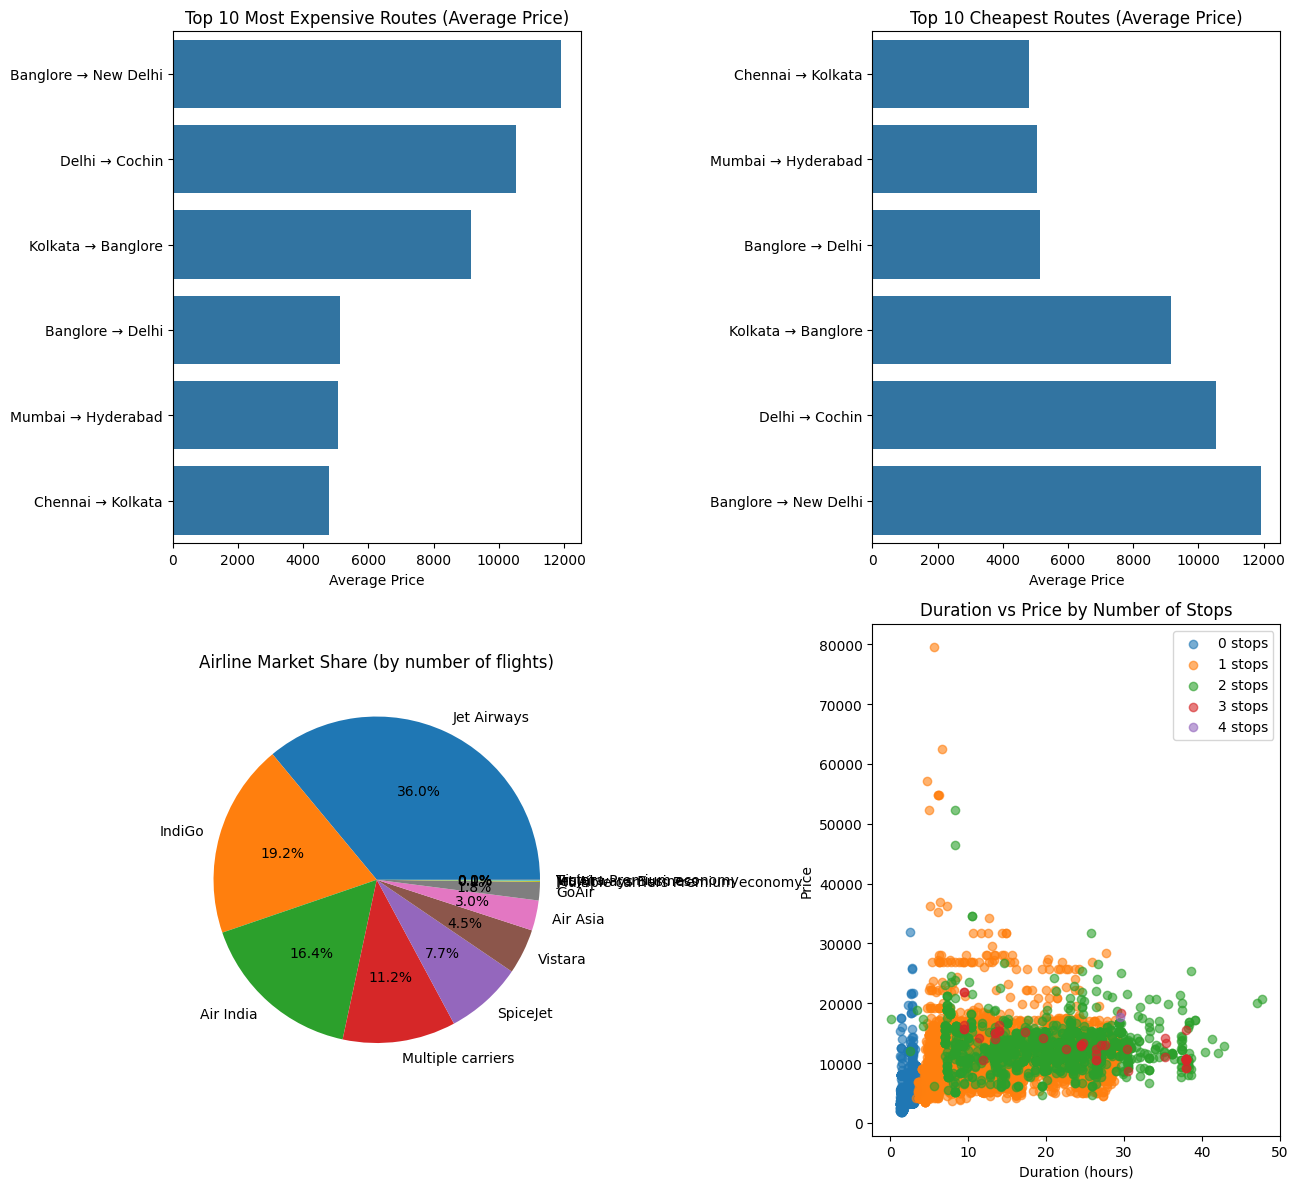 Top 10 Most Expensive Routes (Average Price)
Banglore → New Delhi
Delhi → Cochin
Kolkata → Banglore
Banglore → Delhi
Mumbai → Hyderabad
Chennai → Kolkata
0 2000 4000 6000 8000 10000 12000
Average Price
Top 10 Cheapest Routes (Average Price)
Chennai → Kolkata
Mumbai → Hyderabad
Banglore → Delhi
Kolkata → Banglore
Delhi → Cochin
Banglore → New Delhi
0 2000 4000 6000 8000 10000 12000
Average Price
Airline Market Share (by number of flights)
Jet Airways
36.0%
IndiGo
19.2%
Air India
16.4%
Multiple carriers
11.2%
SpiceJet
7.7%
Vistara
4.5%
Air Asia
3.0%
GoAir
1.8%
Duration vs Price by Number of Stops
0 stops
1 stops
2 stops
3 stops
4 stops
80000
70000
60000
50000
40000
30000
20000
10000
0
Price
0 10 20 30 40 50
Duration (hours)